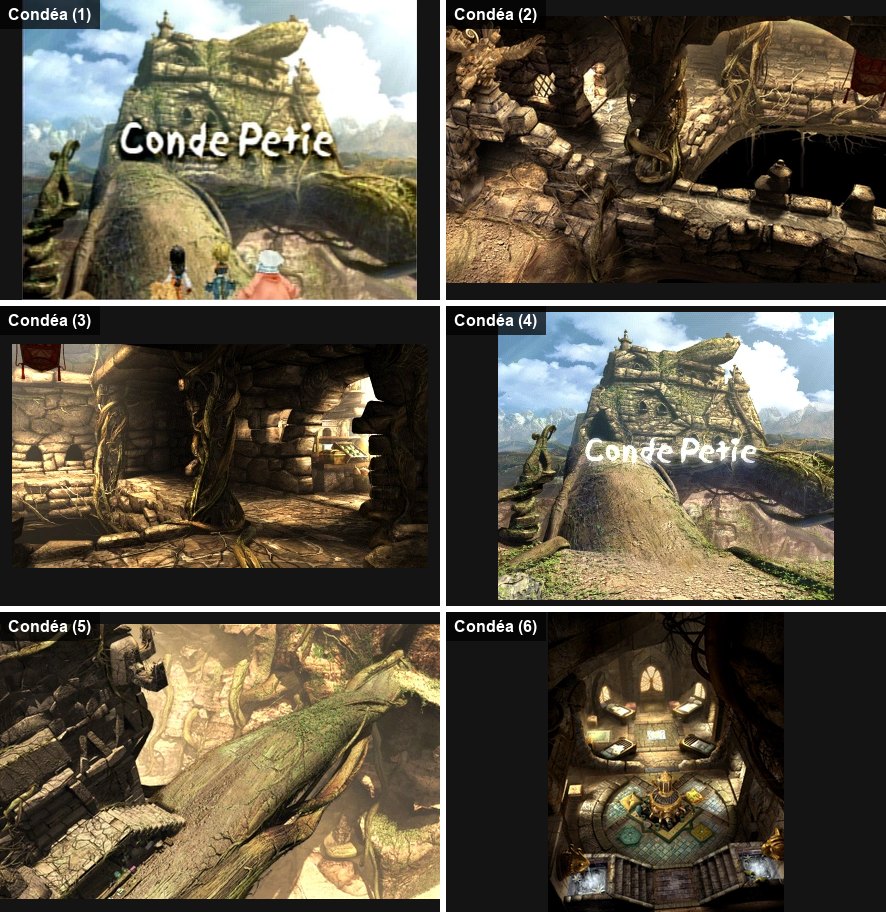 Condéa (1)
Conde Petie
Condéa (2)
Condéa (3)
Condéa (4)
Conde Petie
Condéa (5)
Condéa (6)